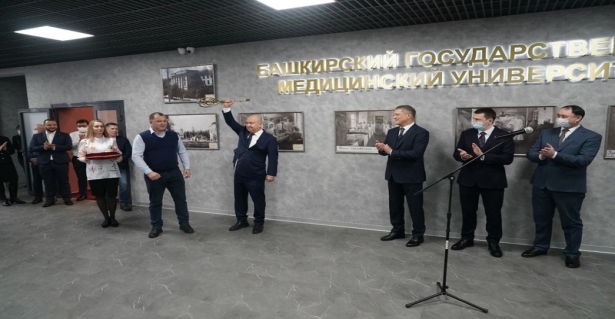 БАШКИРСКИЙ ГОСУДАРСТВЕ
МЕДИЦИНСКИЙ УНИВЕРСИТ